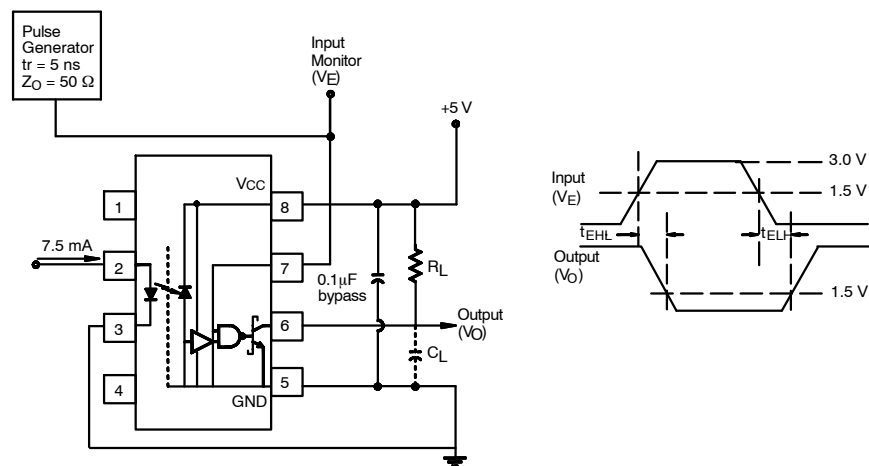 Pulse
Generator
tr = 5 ns
ZO = 50 Ω
Input
Monitor
(VE)
+5 V
VCC
1
8
7.5 mA
2
7
0.1µF
bypass
RL
3
6
Output
(VO)
CL
4
5
GND
3.0 V
Input
(VE)
1.5 V
tEHL
tELH
Output
(VO)
1.5 V